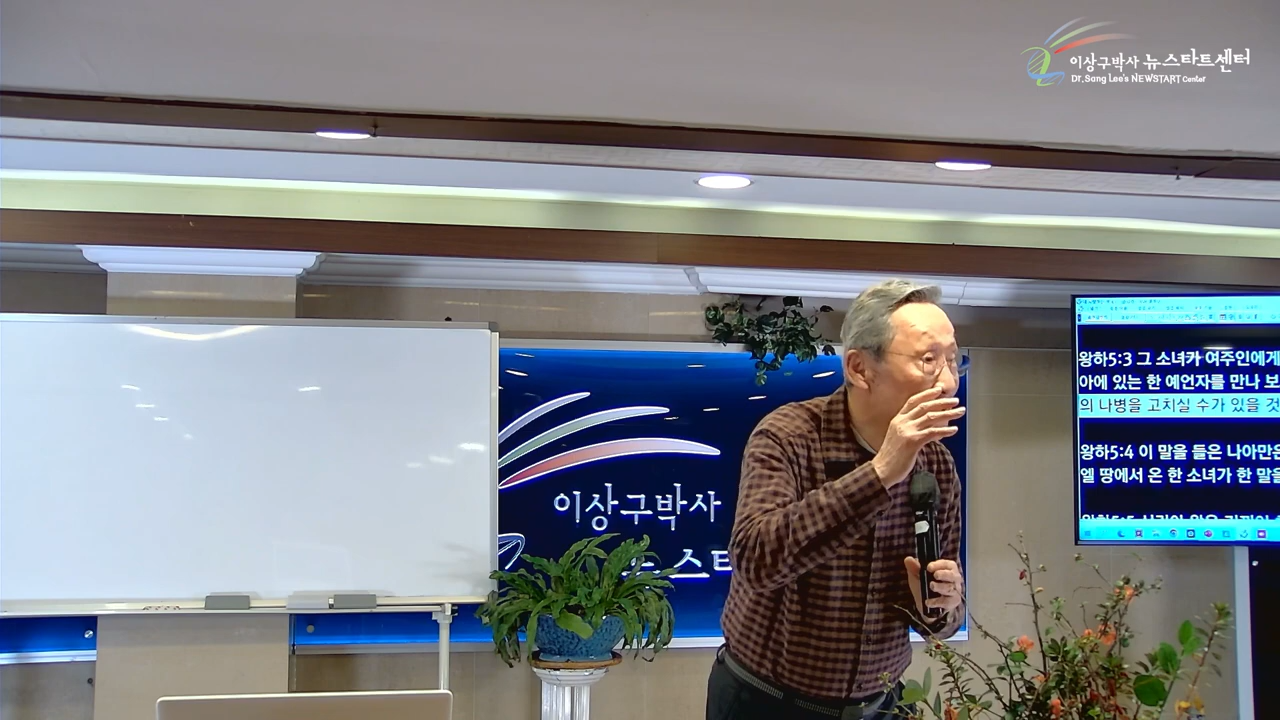 이상구박사 뉴스타트센터
Dr. Sang Lee's NEWSTART Center
이상구박사
왕하5:3 그 소녀가 여주인에게
아에 있는 한 예언자를 만나 보
의 나병을 고치실 수가 있을 것
왕하5:4 이 말을 들은 나아만은
엘 땅에서 온 한 소녀가 한 말을